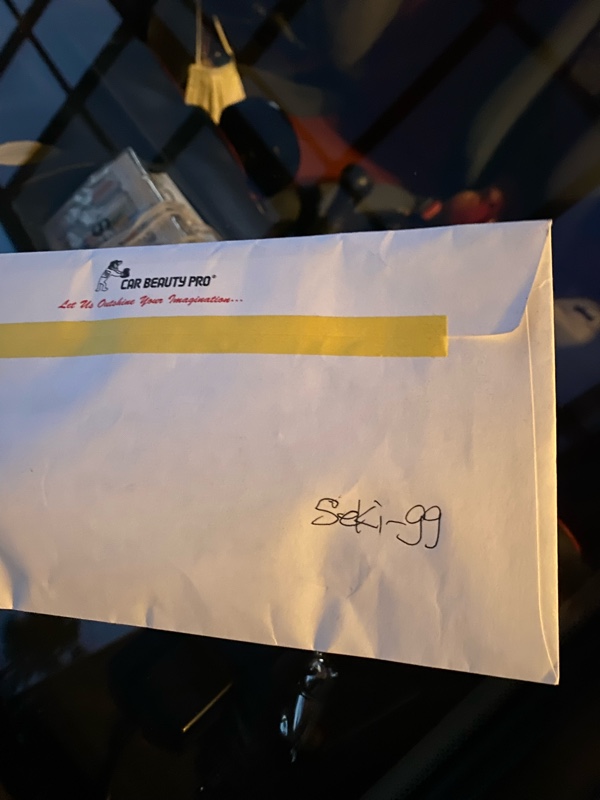 CAR BEAUTY PRO®
Let Us Outshine Your Imagination...
Seki-99